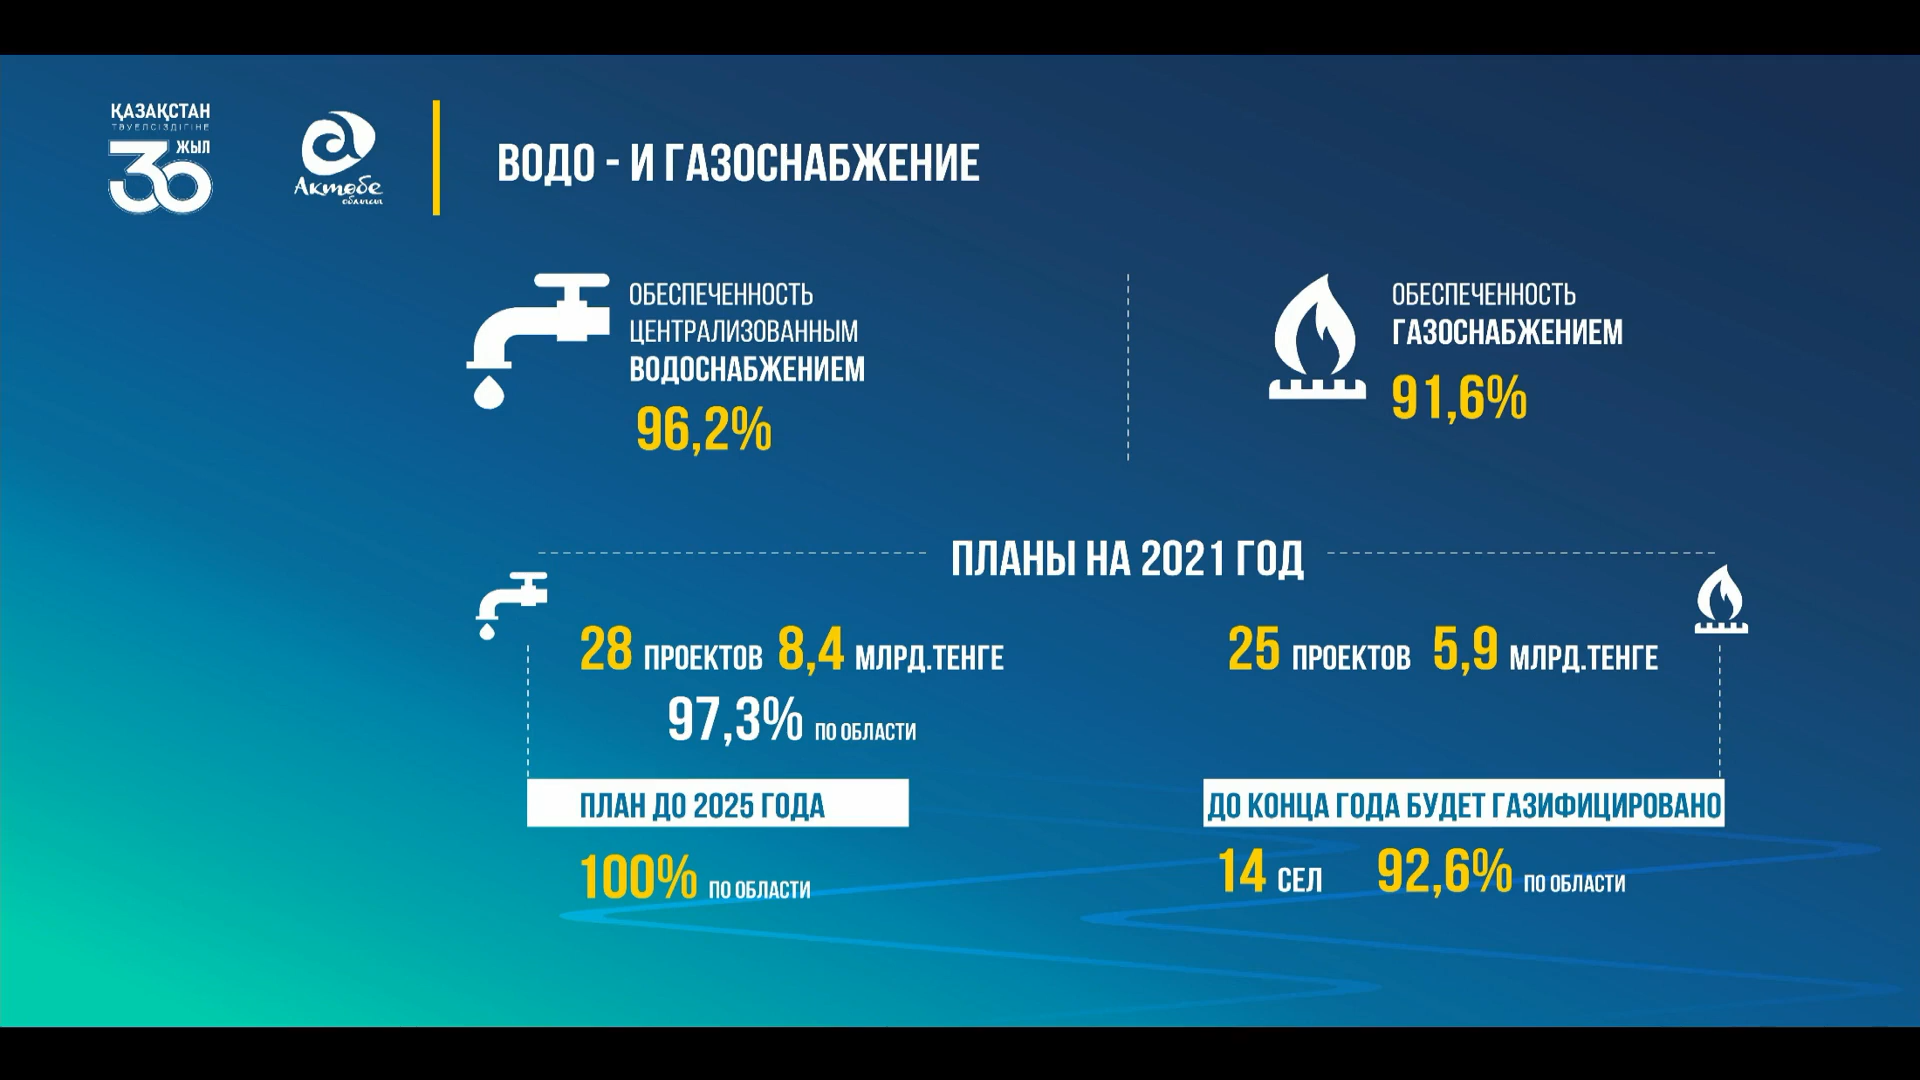 ҚАЗАҚСТАН
ТӘУЕЛСІЗДІГІНЕ
30 ЖЫЛ
Ақтөбе
облысы
ВОДО - И ГАЗОСНАБЖЕНИЕ
ОБЕСПЕЧЕННОСТЬ
ЦЕНТРАЛИЗОВАННЫМ
ВОДОСНАБЖЕНИЕМ
96,2%
ОБЕСПЕЧЕННОСТЬ
ГАЗОСНАБЖЕНИЕМ
91,6%
ПЛАНЫ НА 2021 ГОД
28 ПРОЕКТОВ 8,4 МЛРД.ТЕНГЕ
97,3% ПО ОБЛАСТИ
ПЛАН ДО 2025 ГОДА
100% ПО ОБЛАСТИ
25 ПРОЕКТОВ 5,9 МЛРД.ТЕНГЕ
ДО КОНЦА ГОДА БУДЕТ ГАЗИФИЦИРОВАНО
14 СЕЛ 92,6% ПО ОБЛАСТИ